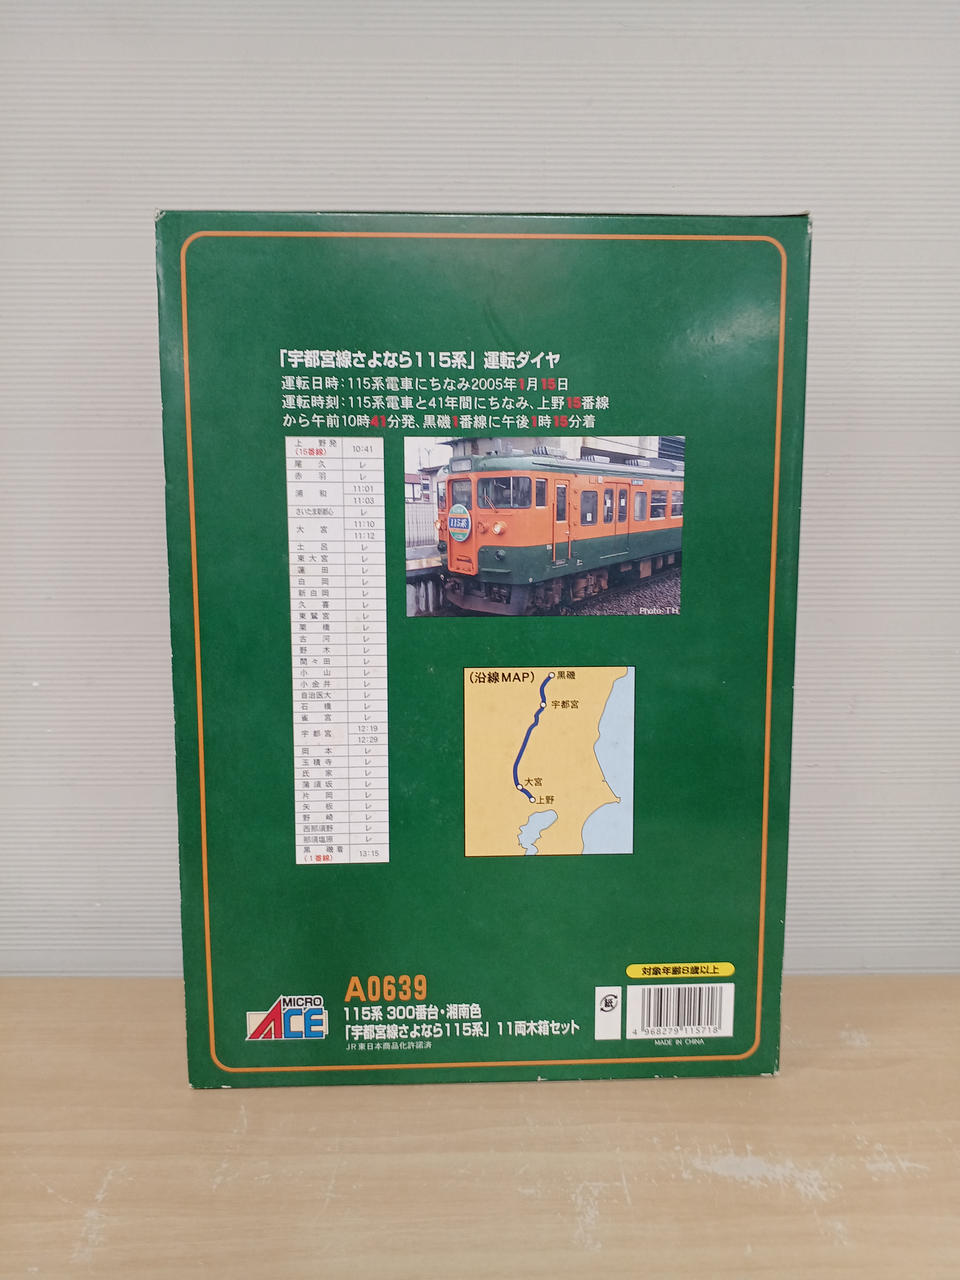 「宇都宮線さよなら115系」運転ダイヤ
運転日時：115系電車にちなみ2005年1月15日
運転時刻：115系電車と41年間にちなみ、上野15番線
から午前10時41分発、黒磯1番線に午後1時15分着
上野発 10:41
(15番線)
尾久 レ
赤羽 レ
浦和 11:01
11:03
さいたま新都心 レ
大宮 11:10
11:12
土呂 レ
東大宮 レ
蓮田 レ
白岡 レ
新白岡 レ
久喜 レ
東鷲宮 レ
栗橋 レ
古河 レ
野木 レ
間々田 レ
小山 レ
小金井 レ
自治医大 レ
石橋 レ
雀宮 レ
宇都宮 12:19
12:29
岡本 レ
玉積寺 レ
氏家 レ
蒲須坂 レ
片岡 レ
矢板 レ
野崎 レ
西那須野 レ
那須塩原 レ
黒磯着 13:15
(1番線)
115系
Photo:T.H
(沿線MAP)
黒磯
宇都宮
大宮
上野
対象年齢8歳以上
MICRO
ACE
A0639
115系 300番台・湘南色
「宇都宮線さよなら115系」11両木箱セット
JR東日本商品化許諾済
紙
4 968279 115718
MADE IN CHINA